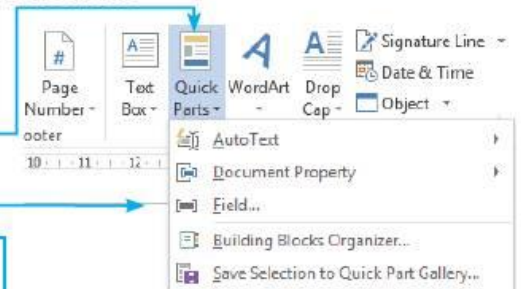 Signature Line
Date & Time
Object
Page Number
Text Box
Quick Parts
WordArt
Drop Cap
ooter
10 11 12
AutoText
Document Property
Field...
Building Blocks Organizer...
Save Selection to Quick Part Gallery...